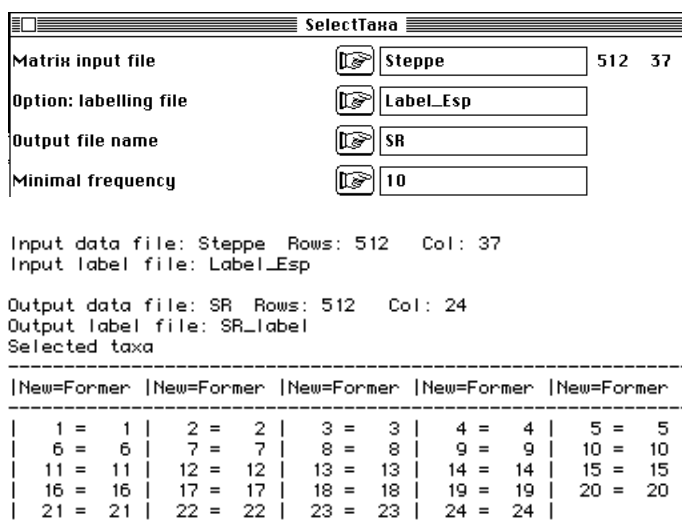 SelectTaxa
Matrix input file Steppe 512 37
Option: labelling file Label_Esp
Output file name SR
Minimal frequency 10
Input data file: Steppe Rows: 512 Col: 37
Input label file: Label_Esp
Output data file: SR Rows: 512 Col: 24
Output label file: SR_label
Selected taxa
------------------------------------------------------------------------
|New=Former |New=Former |New=Former |New=Former |New=Former
------------------------------------------------------------------------
| 1 = 1 | 2 = 2 | 3 = 3 | 4 = 4 | 5 = 5
| 6 = 6 | 7 = 7 | 8 = 8 | 9 = 9 | 10 = 10
| 11 = 11 | 12 = 12 | 13 = 13 | 14 = 14 | 15 = 15
| 16 = 16 | 17 = 17 | 18 = 18 | 19 = 19 | 20 = 20
| 21 = 21 | 22 = 22 | 23 = 23 | 24 = 24 |